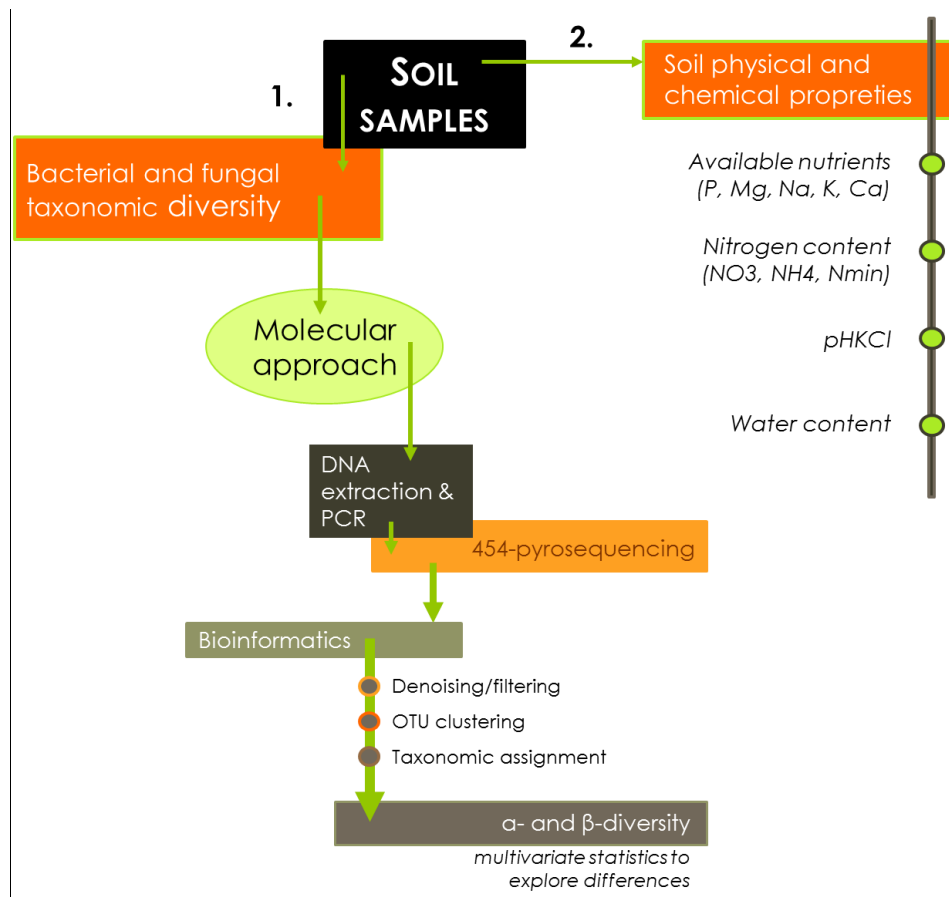 1.
SOIL
SAMPLES
2.
Bacterial and fungal
taxonomic diversity
Molecular
approach
DNA
extraction &
PCR
454-pyrosequencing
Bioinformatics
Denoising/filtering
OTU clustering
Taxonomic assignment
α- and β-diversity
multivariate statistics to
explore differences
Soil physical and
chemical propreties
Available nutrients
(P, Mg, Na, K, Ca)
Nitrogen content
(NO3, NH4, Nmin)
pHKCl
Water content